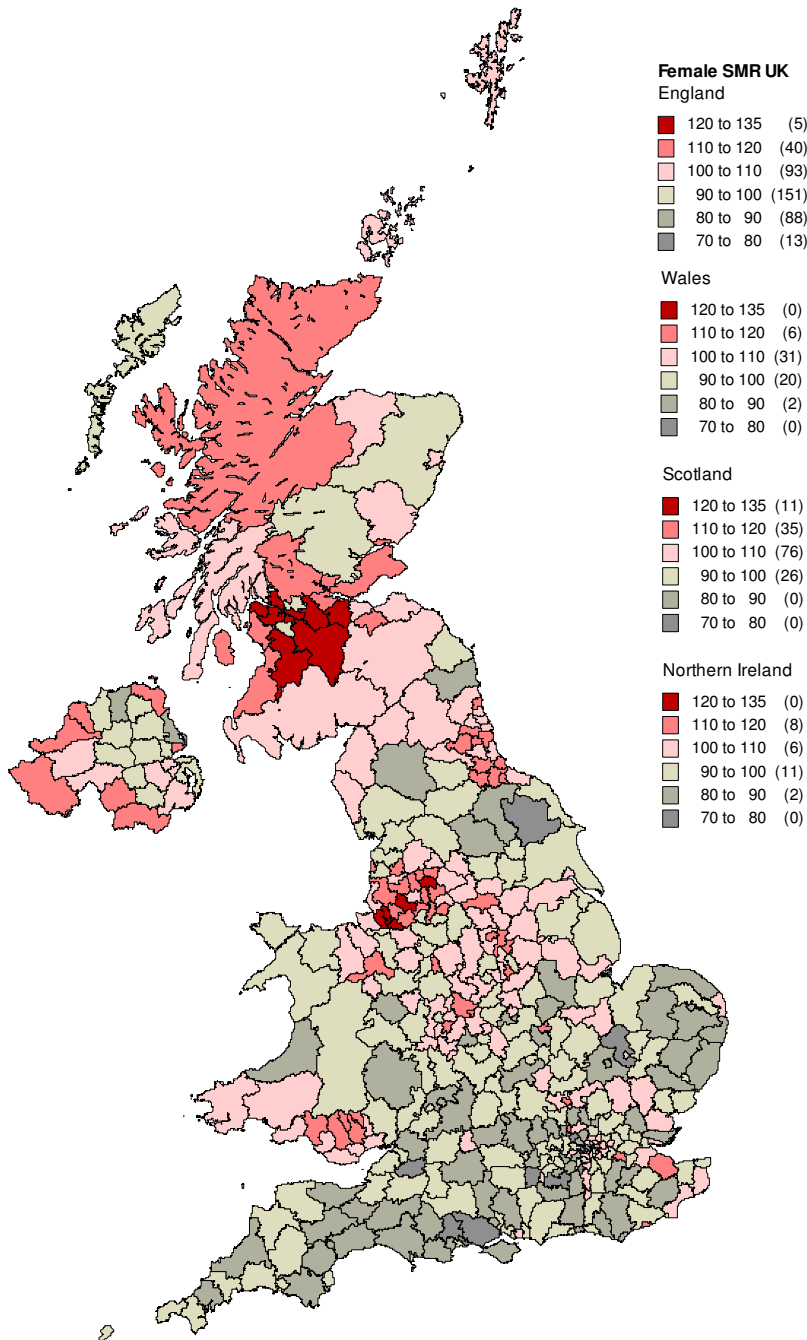 Female SMR UK
England
120 to 135 (5)
110 to 120 (40)
100 to 110 (93)
90 to 100 (151)
80 to 90 (88)
70 to 80 (13)
Wales
120 to 135 (0)
110 to 120 (6)
100 to 110 (31)
90 to 100 (20)
80 to 90 (2)
70 to 80 (0)
Scotland
120 to 135 (11)
110 to 120 (35)
100 to 110 (76)
90 to 100 (26)
80 to 90 (0)
70 to 80 (0)
Northern Ireland
120 to 135 (0)
110 to 120 (8)
100 to 110 (6)
90 to 100 (11)
80 to 90 (2)
70 to 80 (0)